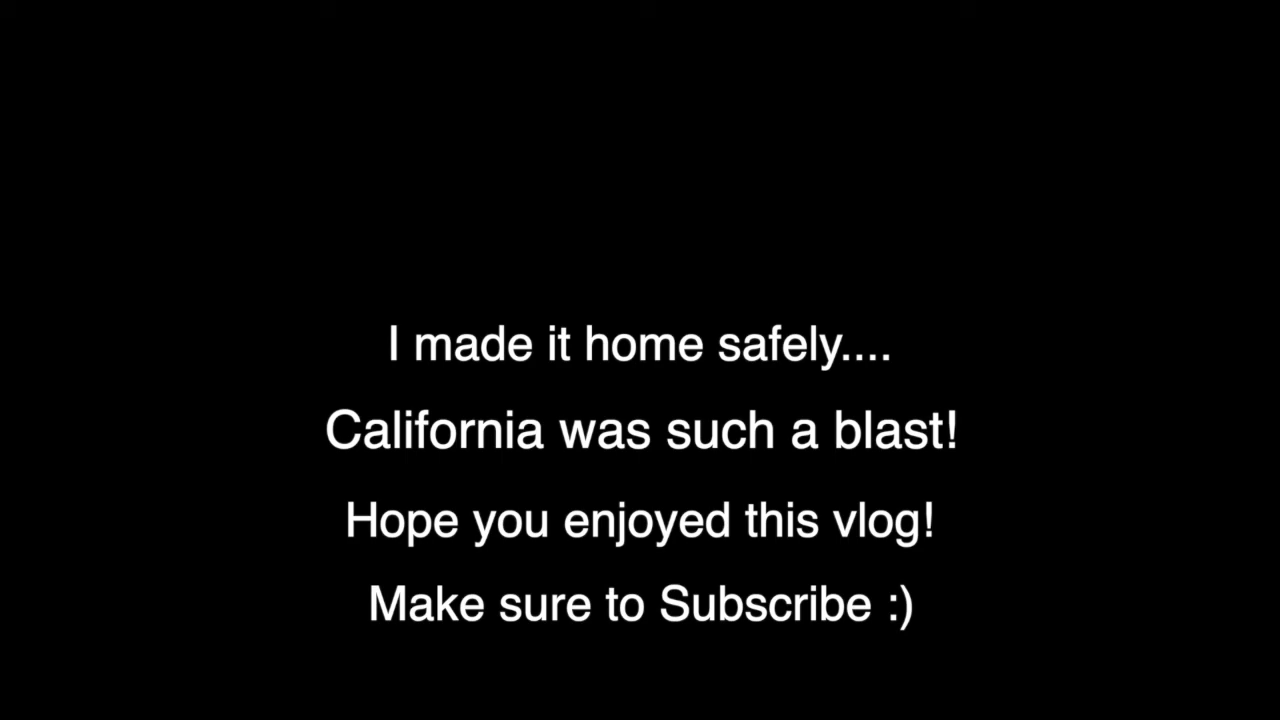 I made it home safely....
California was such a blast!
Hope you enjoyed this vlog!
Make sure to Subscribe :)